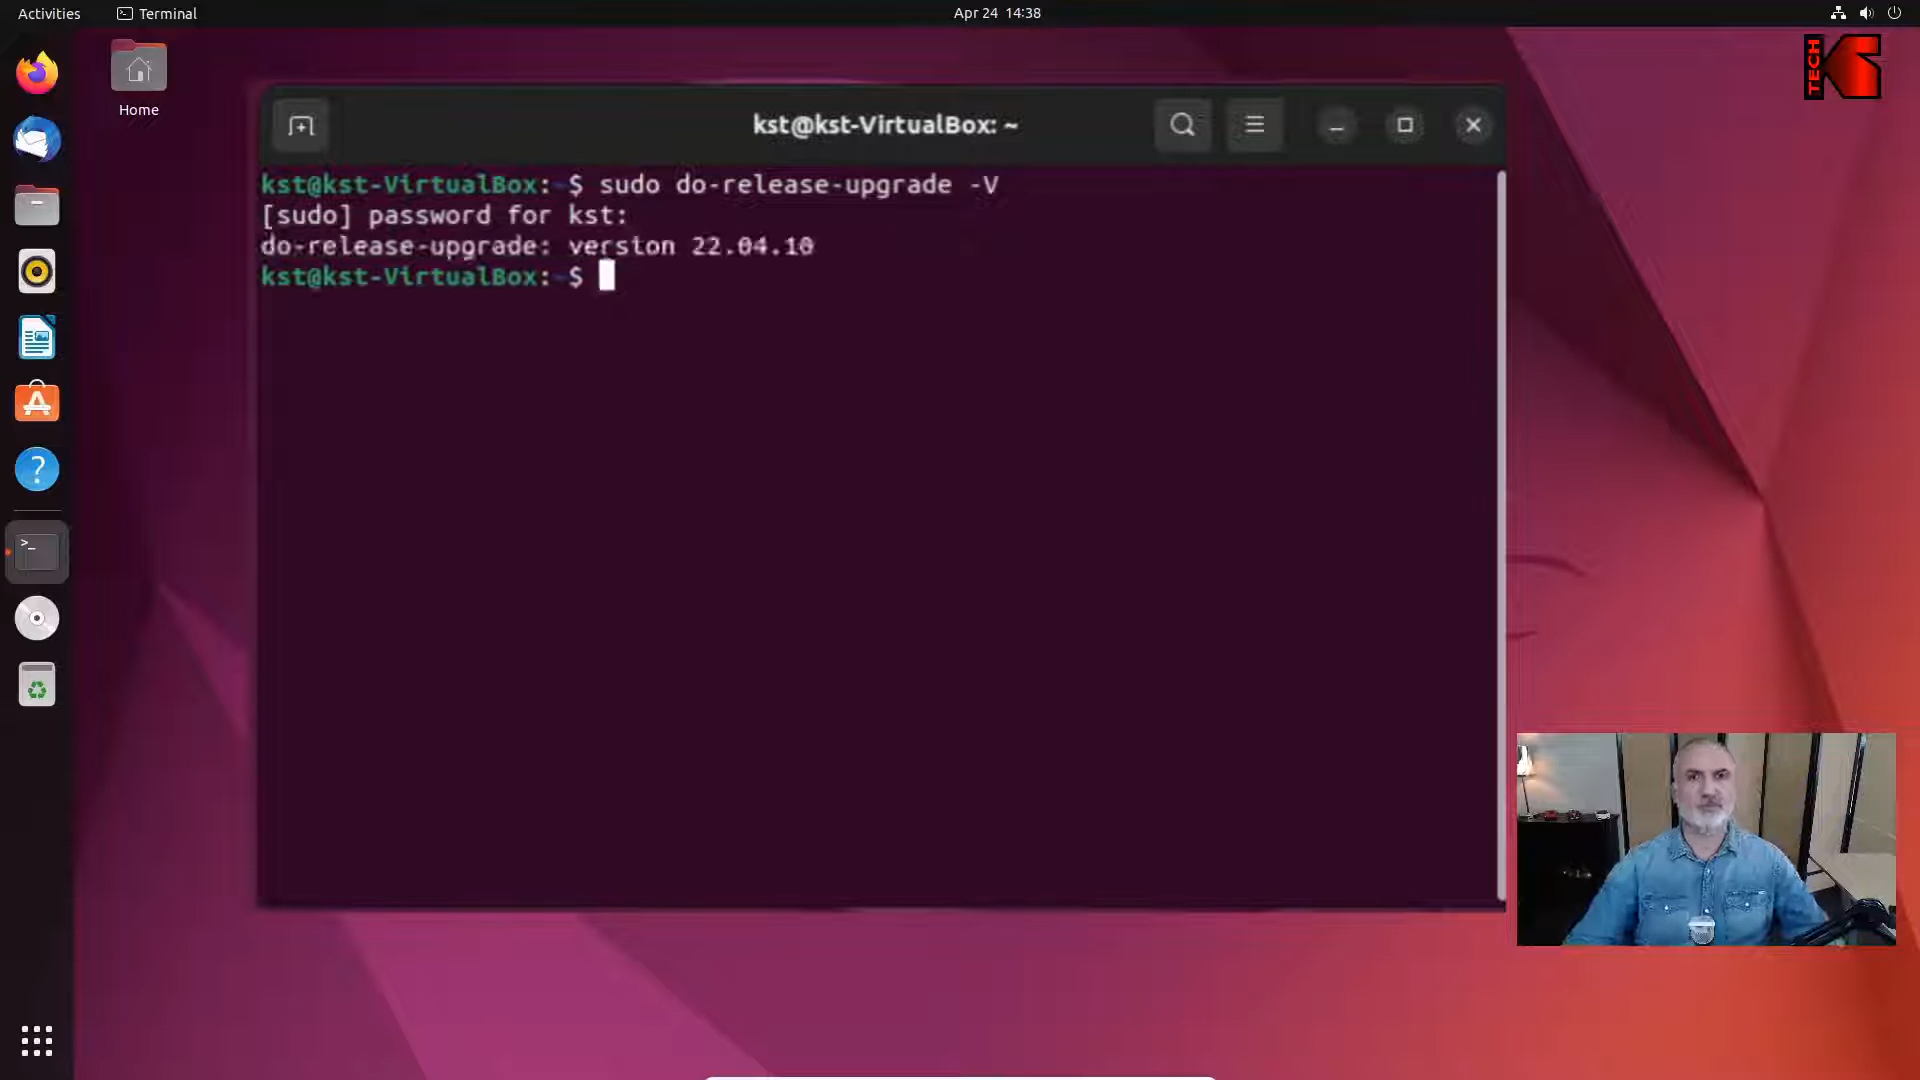 Activities
Terminal
Apr 24 14:38
TECH
Home
kst@kst-VirtualBox: ~
kst@kst-VirtualBox:~$ sudo do-release-upgrade -V
[sudo] password for kst:
do-release-upgrade: version 22.04.10
kst@kst-VirtualBox:~$